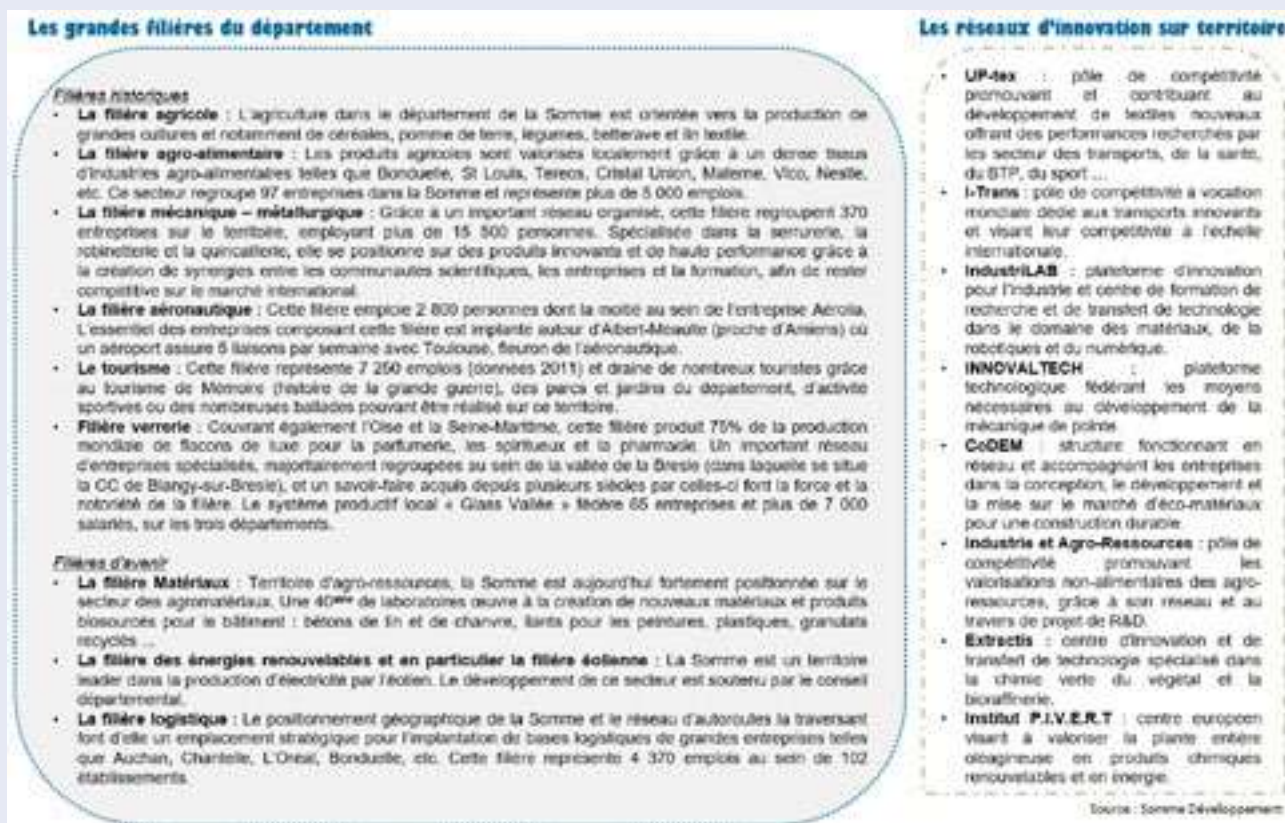 Les grandes filières du département
Filières historiques
• La filière agricole : L'agriculture dans le département de la Somme est orientée vers la production de
grandes cultures et notamment de céréales, pomme de terre, légumes, betterave et lin textile.
• La filière agro-alimentaire : Les produits agricoles sont valorisés localement grâce à un dense tissus
d'industries agro-alimentaires telles que Bonduelle, St Louis, Tereos, Cristal Union, Materne, Vico, Nestle,
etc. Ce secteur regroupe 97 entreprises dans la Somme et représente plus de 5 000 emplois.
• La filière mécanique – métallurgique : Grâce à un important réseau organisé, cette filière regroupent 370
entreprises sur le territoire, employant plus de 15 500 personnes. Spécialisée dans la serrurerie, la
robinetterie et la quincaillerie, elle se positionne sur des produits innovants et de haute performance grâce à
la création de synergies entre les communautés scientifiques, les entreprises et la formation, afin de rester
compétitive sur le marché international.
• La filière aéronautique : Cette filière emploie 2 800 personnes dont la moitié au sein de l'entreprise Aérolia.
L'essentiel des entreprises composant cette filière est implanté autour d'Albert-Méaulte (proche d'Amiens) où
un aéroport assure 5 liaisons par semaine avec Toulouse, fleuron de l'aéronautique.
• Le tourisme : Cette filière représente 7 250 emplois (données 2011) et draine de nombreux touristes grâce
au tourisme de Mémoire (histoire de la grande guerre), des parcs et jardins du département, d'activité
sportives ou des nombreuses ballades pouvant être réalisé sur ce territoire.
• Filière verrerie : Couvrant également l'Oise et la Seine-Maritime, cette filière produit 75% de la production
mondiale de flacons de luxe pour la parfumerie, les spiritueux et la pharmacie. Un important réseau
d'entreprises spécialisés, majoritairement regroupées au sein de la vallée de la Bresle (dans laquelle se situe
la CC de Blangy-sur-Bresle), et un savoir-faire acquis depuis plusieurs siècles par celles-ci font la force et la
notoriété de la filière. Le système productif local « Glass Vallée » fédère 65 entreprises et plus de 7 000
salariés, sur les trois départements.
Filières d'avenir
• La filière Matériaux : Territoire d'agro-ressources, la Somme est aujourd'hui fortement positionnée sur le
secteur des agromatériaux. Une 40aine de laboratoires œuvre à la création de nouveaux matériaux et produits
biosourcés pour le bâtiment : bétons de lin et de chanvre, liants pour les peintures, plastiques, granulats
recyclés ...
• La filière des énergies renouvelables et en particulier la filière éolienne : La Somme est un territoire
leader dans la production d'électricité par l'éolien. Le développement de ce secteur est soutenu par le conseil
départemental.
• La filière logistique : Le positionnement géographique de la Somme et le réseau d'autoroutes la traversant
font d'elle un emplacement stratégique pour l'implantation de bases logistiques de grandes entreprises telles
que Auchan, Chantelle, L'Oréal, Bonduelle, etc. Cette filière représente 4 370 emplois au sein de 102
établissements.
Les réseaux d'innovation sur territoire
• UP-tex : pôle de compétitivité
promouvant et contribuant au
développement de textiles nouveaux
offrant des performances recherchés par
les secteur des transports, de la santé,
du BTP, du sport ...
• I-Trans : pôle de compétitivité à vocation
mondiale dédié aux transports innovants
et visant leur compétitivité à l'échelle
internationale.
• IndustriLAB : plateforme d'innovation
pour l'industrie et centre de formation de
recherche et de transfert de technologie
dans le domaine des matériaux, de la
robotiques et du numérique.
• INNOVALTECH : plateforme
technologique fédérant les moyens
nécessaires au développement de la
mécanique de pointe.
• CoDEM : structure fonctionnant en
réseau et accompagnant les entreprises
dans la conception, le développement et
la mise sur le marché d'éco-matériaux
pour une construction durable.
• Industrie et Agro-Ressources : pôle de
compétitivité promouvant les
valorisations non-alimentaires des agro-
ressources, grâce à son réseau et au
travers de projet de R&D.
• Extractis : centre d'innovation et de
transfert de technologie spécialisé dans
la chimie verte du végétal et la
bioraffinerie.
• Institut P.I.V.E.R.T : centre européen
visant à valoriser la plante entière
oléagineuse en produits chimiques
renouvelables et en énergie.
Source : Somme Développement